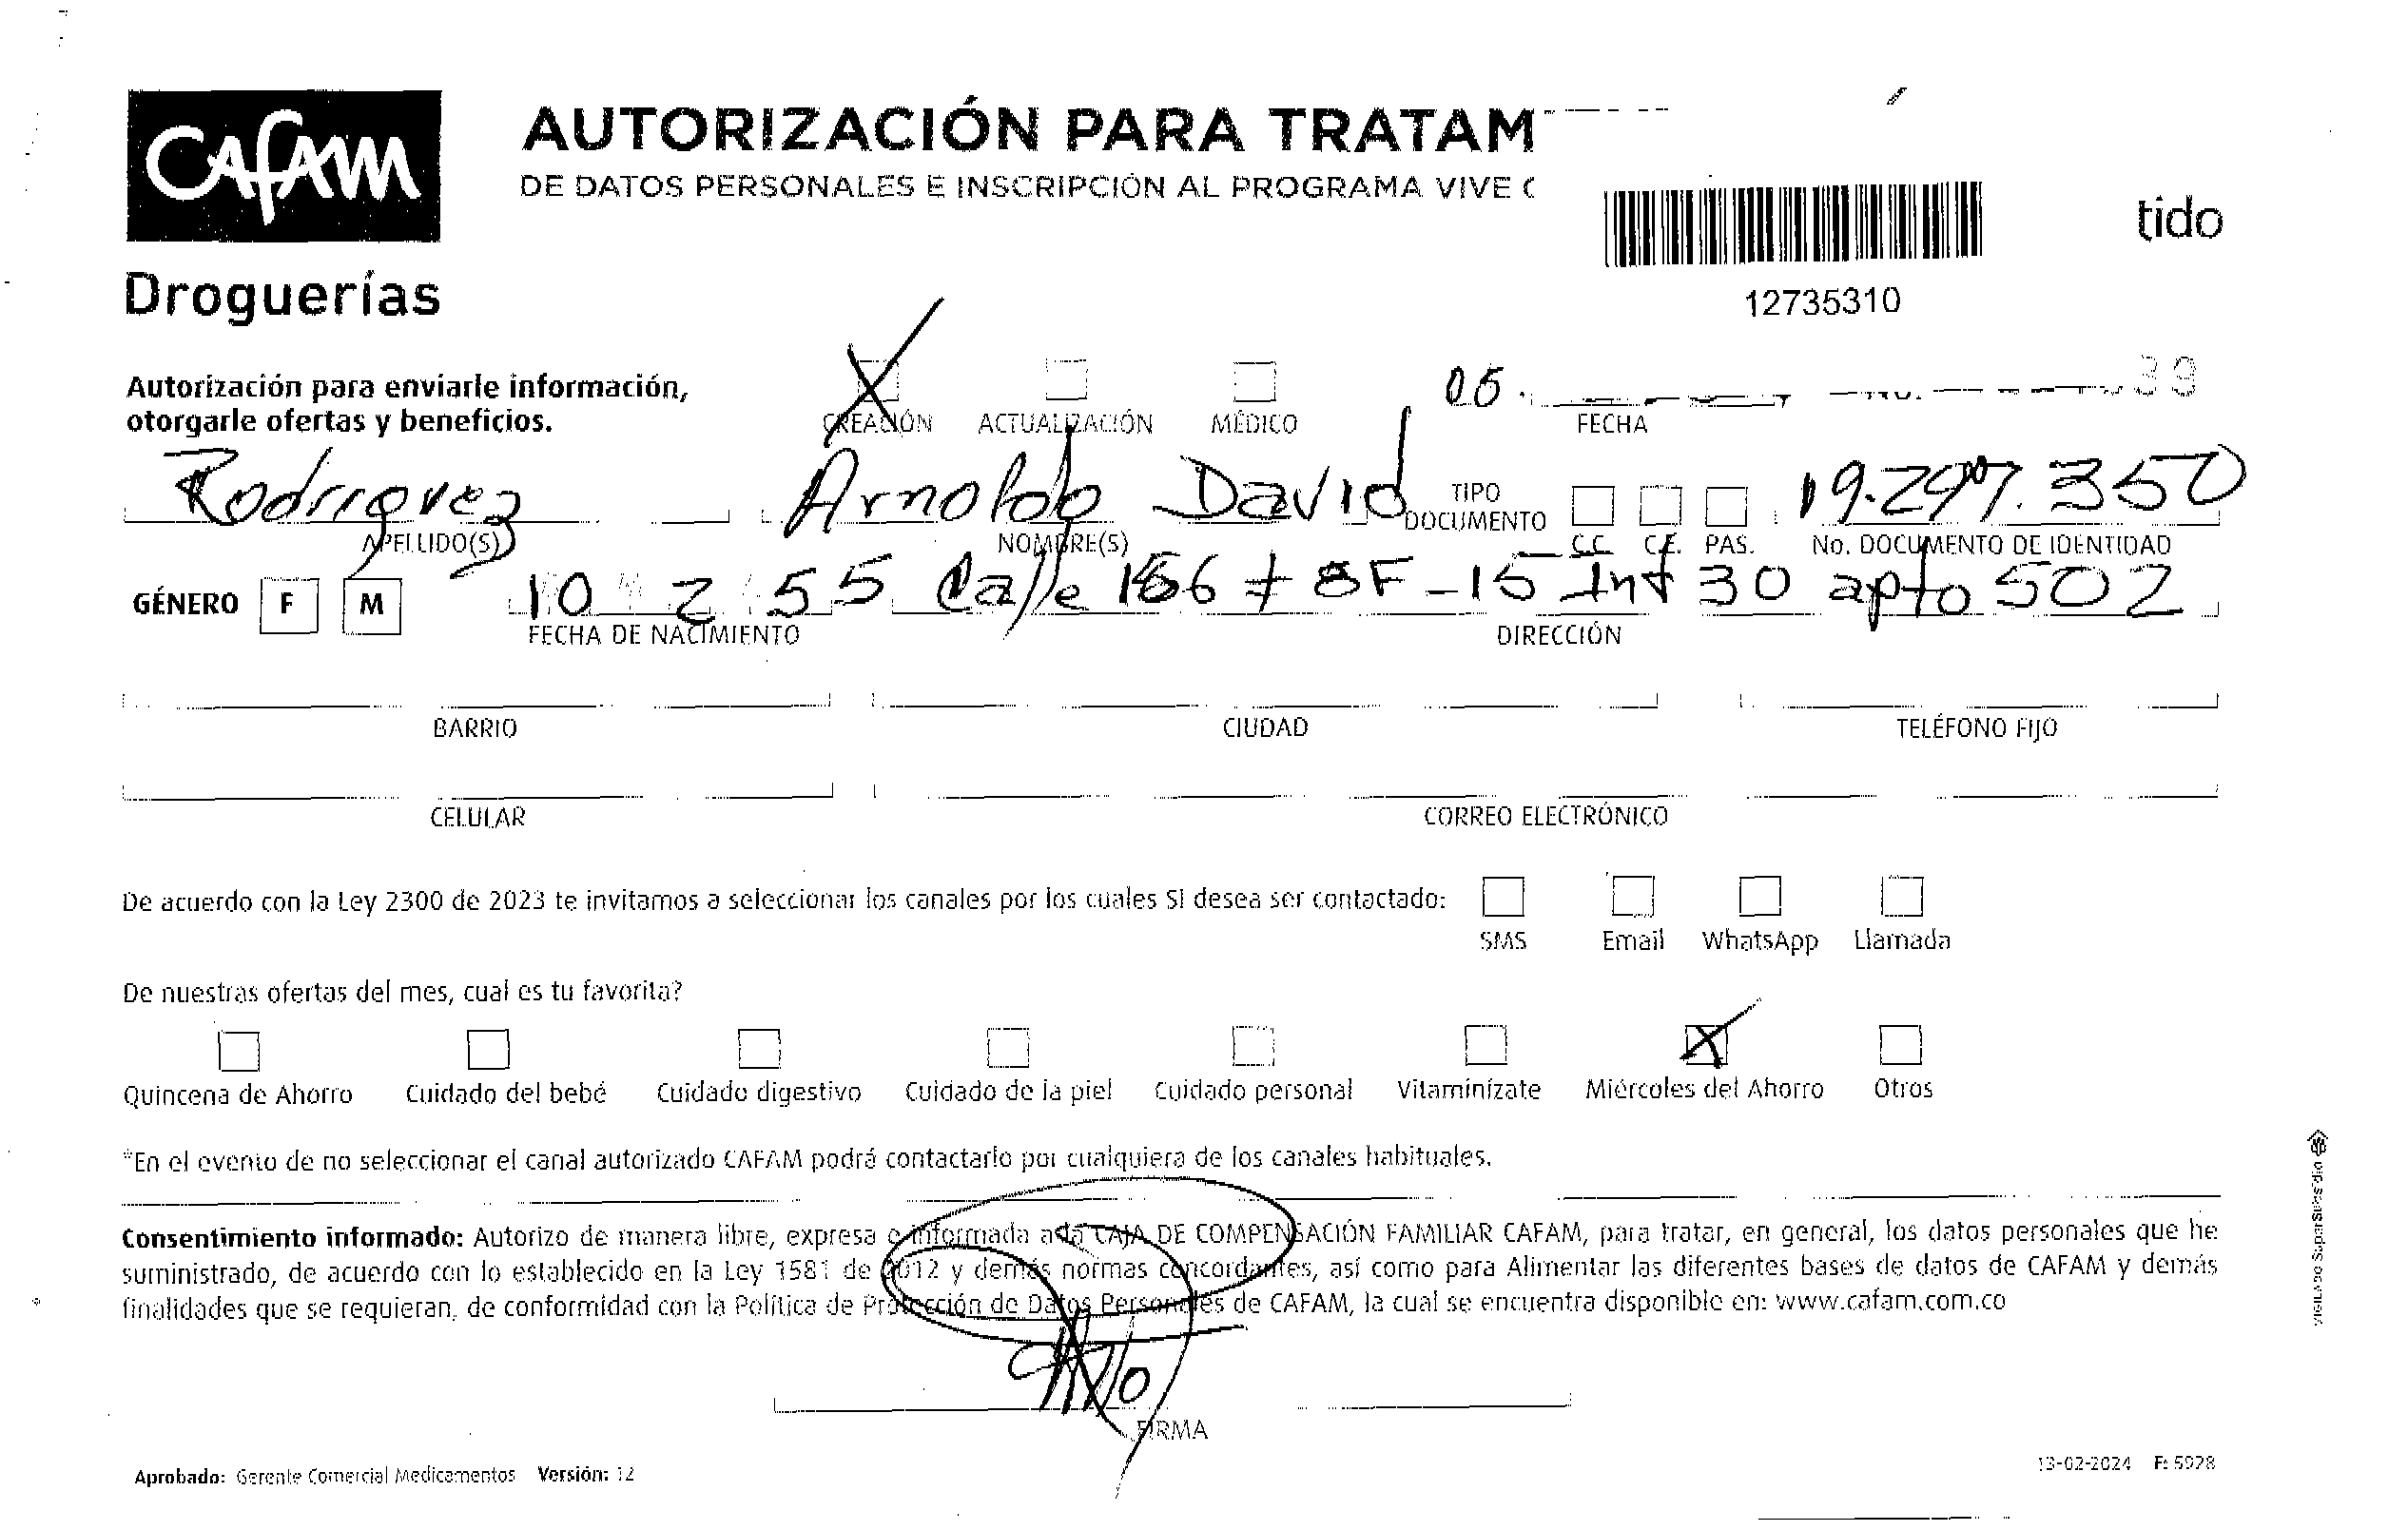 CAFAM
Droguerías
AUTORIZACIÓN PARA TRATAM
DE DATOS PERSONALES E INSCRIPCIÓN AL PROGRAMA VIVE
tido
12735310
Autorización para enviarle información,
otorgarle ofertas y beneficios.
CREACIÓN ACTUALIZACIÓN MÉDICO
FECHA
Rodriguez Arnoldo David 19.297.350
APELLIDO(S) NOMBRE(S) TIPO DOCUMENTO C.C. C.E. PAS. No. DOCUMENTO DE IDENTIDAD
GÉNERO F M 10 2 55 Calle 186 # 8F-15 Int 30 apto 502
FECHA DE NACIMIENTO DIRECCIÓN
BARRIO CIUDAD TELÉFONO FIJO
CELULAR CORREO ELECTRÓNICO
De acuerdo con la Ley 2300 de 2023 te invitamos a seleccionar los canales por los cuales SI desea ser contactado:
SMS Email WhatsApp Llamada
De nuestras ofertas del mes, cual es tu favorita?
Quincena de Ahorro Cuidado del bebé Cuidado digestivo Cuidado de la piel Cuidado personal Vitaminízate Miércoles del Ahorro Otros
*En el evento de no seleccionar el canal autorizado CAFAM podrá contactarlo por cualquiera de los canales habituales.
Consentimiento informado: Autorizo de manera libre, expresa e informada a la CAJA DE COMPENSACIÓN FAMILIAR CAFAM, para tratar, en general, los datos personales que he
suministrado, de acuerdo con lo establecido en la Ley 1581 de 2012 y demás normas concordantes, así como para Alimentar las diferentes bases de datos de CAFAM y demás
finalidades que se requieran, de conformidad con la Política de Protección de Datos Personales de CAFAM, la cual se encuentra disponible en: www.cafam.com.co
FIRMA
Aprobado: Gerente Comercial Medicamentos Versión: 12
13-02-2024 F: 5928
VIGILADO SuperSubsidio